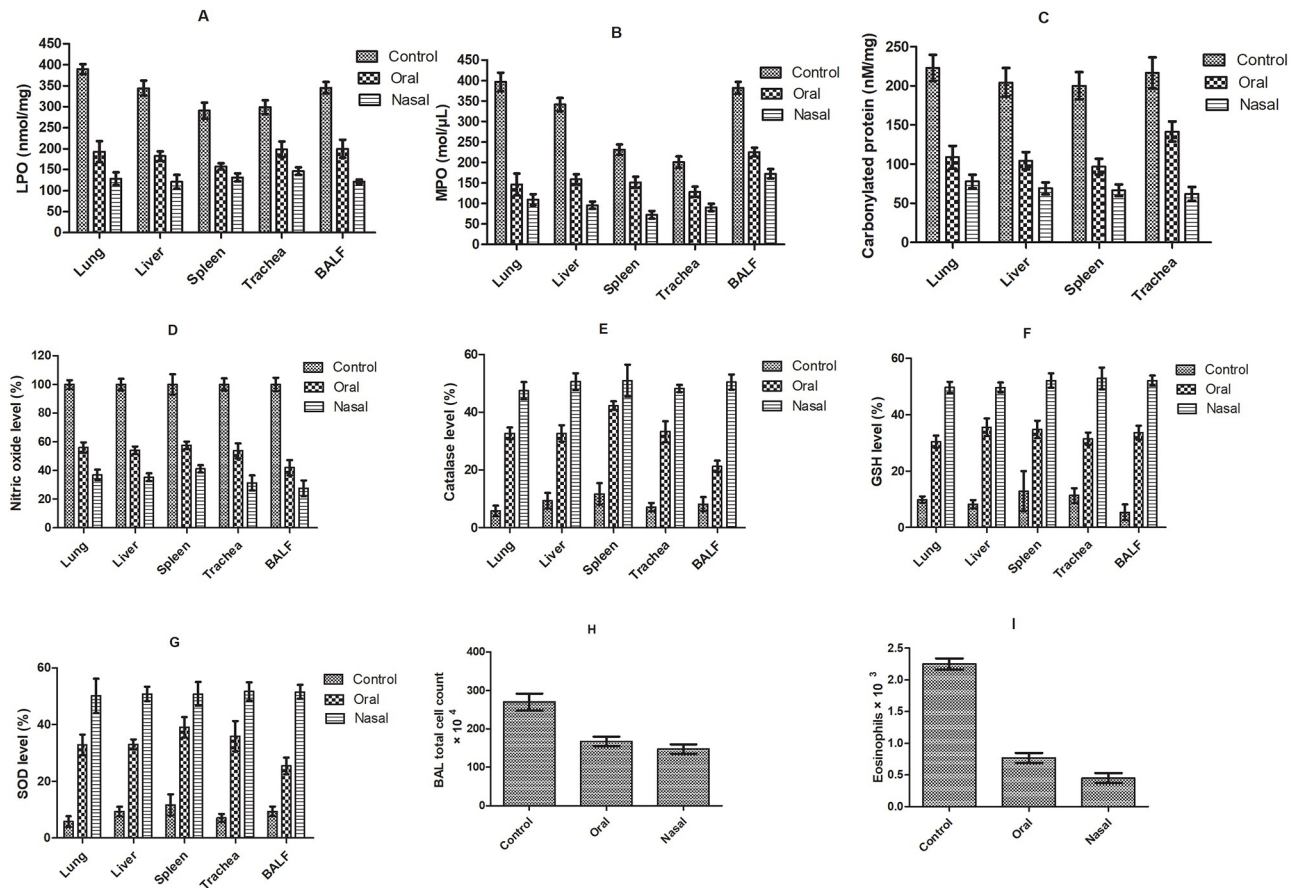 A
LPO (nmol/mg)
450
400
350
300
250
200
150
100
50
0
Control
Oral
Nasal
Lung
Liver
Spleen
Trachea
BALF
B
MPO (mol/µL)
450
400
350
300
250
200
150
100
50
0
Control
Oral
Nasal
Lung
Liver
Spleen
Trachea
BALF
C
Carbonylated protein (nM/mg)
250
200
150
100
50
0
Control
Oral
Nasal
Lung
Liver
Spleen
Trachea
D
Nitric oxide level (%)
120
100
80
60
40
20
0
Control
Oral
Nasal
Lung
Liver
Spleen
Trachea
BALF
E
Catalase level (%)
60
40
20
0
Control
Oral
Nasal
Lung
Liver
Spleen
Trachea
BALF
F
GSH level (%)
60
40
20
0
Control
Oral
Nasal
Lung
Liver
Spleen
Trachea
BALF
G
SOD level (%)
60
40
20
0
Control
Oral
Nasal
Lung
Liver
Spleen
Trachea
BALF
H
BAL total cell count
× 10 4
400
300
200
100
0
Control
Oral
Nasal
I
Eosinophils × 10 3
2.5
2.0
1.5
1.0
0.5
0.0
Control
Oral
Nasal